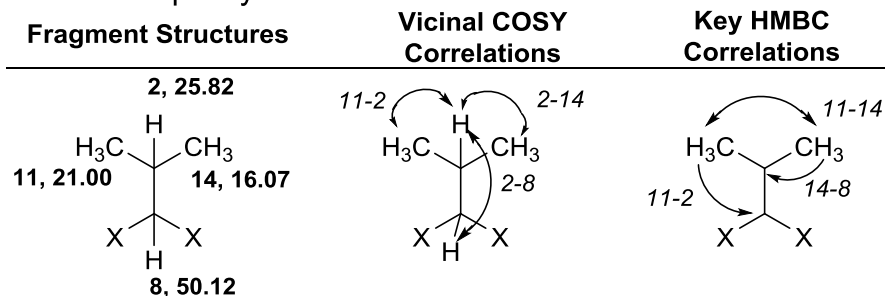 Fragment Structures
Vicinal COSY
Correlations
Key HMBC
Correlations
2, 25.82
H
H3C
CH3
11, 21.00
14, 16.07
X
X
H
8, 50.12
11-2
2-14
H
H3C
CH3
2-8
X
X
H
11-14
H3C
CH3
11-2
14-8
X
X